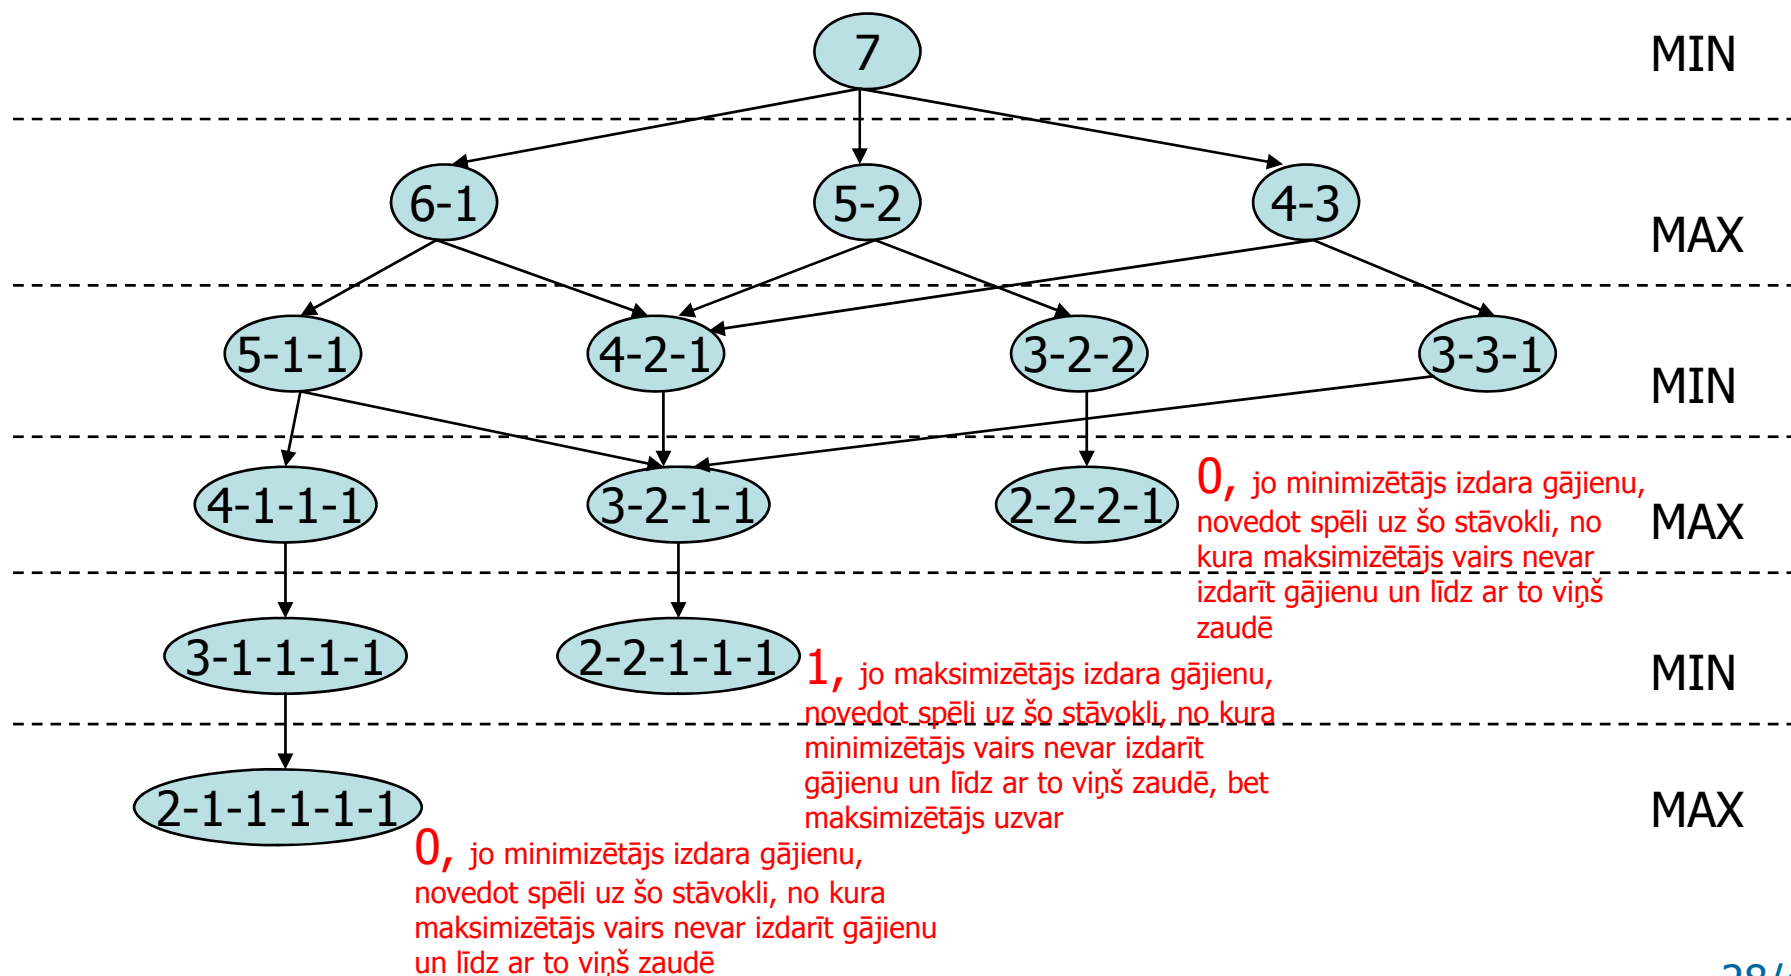 7
MIN
6-1
5-2
4-3
MAX
5-1-1
4-2-1
3-2-2
3-3-1
MIN
4-1-1-1
3-2-1-1
2-2-2-1
0, jo minimizētājs izdara gājienu,
novedot spēli uz šo stāvokli, no
kura maksimizētājs vairs nevar
izdarīt gājienu un līdz ar to viņš
zaudē
MAX
3-1-1-1-1
2-2-1-1-1
1, jo maksimizētājs izdara gājienu,
novedot spēli uz šo stāvokli, no kura
minimizētājs vairs nevar izdarīt
gājienu un līdz ar to viņš zaudē, bet
maksimizētājs uzvar
MIN
2-1-1-1-1-1
0, jo minimizētājs izdara gājienu,
novedot spēli uz šo stāvokli, no kura
maksimizētājs vairs nevar izdarīt gājienu
un līdz ar to viņš zaudē
MAX